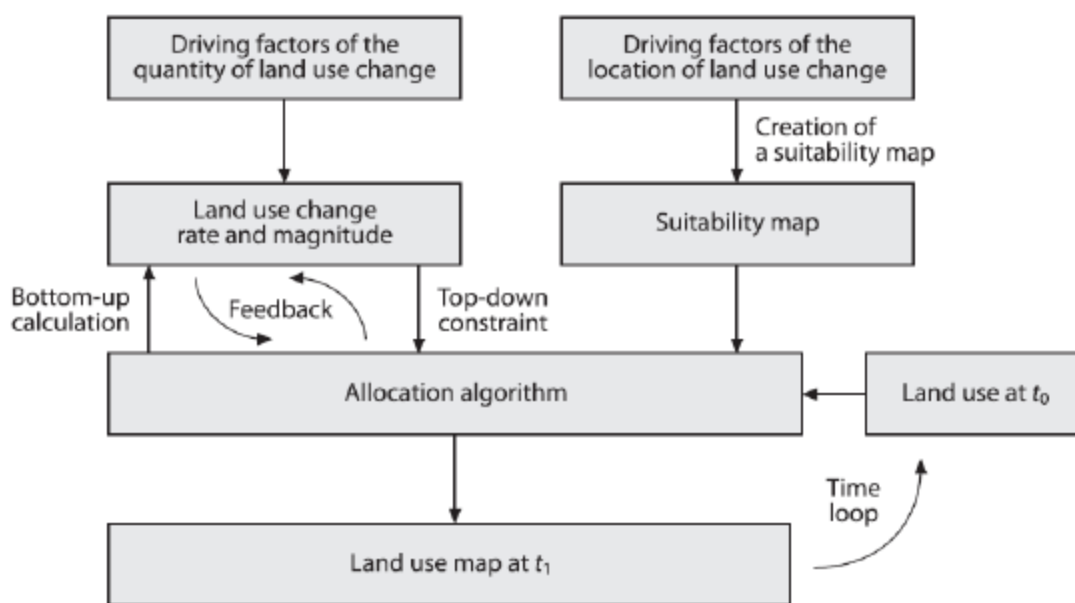 Driving factors of the
quantity of land use change
Driving factors of the
location of land use change
Creation of
a suitability map
Land use change
rate and magnitude
Suitability map
Bottom-up
calculation
Feedback
Top-down
constraint
Allocation algorithm
Land use at t₀
Time
loop
Land use map at t₁